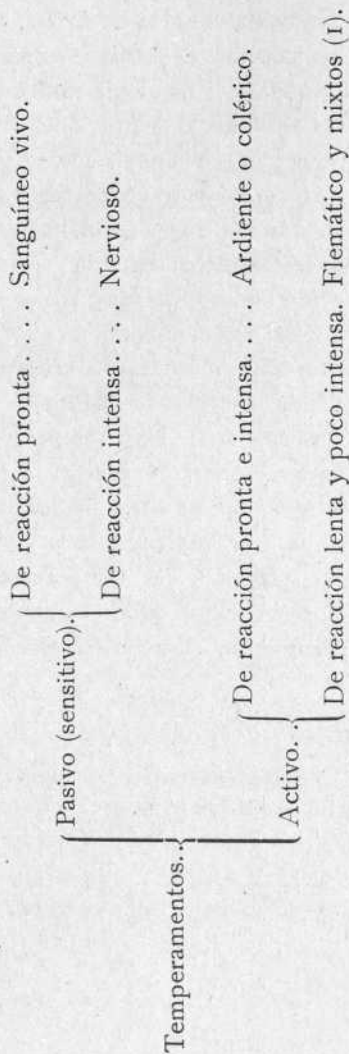 De reacción pronta.... Sanguíneo vivo.
Pasivo (sensitivo).
De reacción intensa.... Nervioso.
Temperamentos..
De reacción pronta e intensa.... Ardiente o colérico.
Activo..
De reacción lenta y poco intensa. Flemático y mixtos (1).